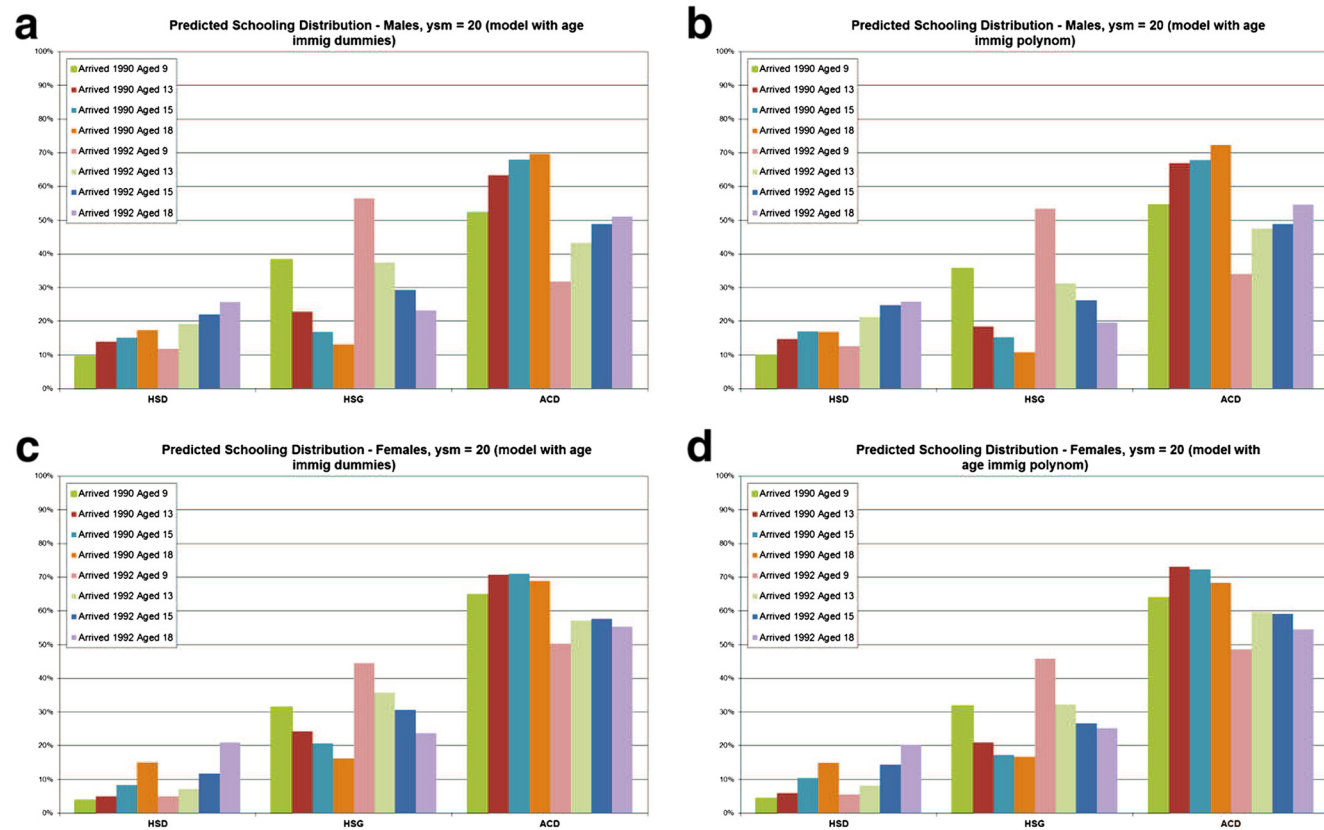 a
Predicted Schooling Distribution - Males, ysm = 20 (model with age
immig dummies)
100%
90%
80%
70%
60%
50%
40%
30%
20%
10%
0%
Arrived 1990 Aged 9
Arrived 1990 Aged 13
Arrived 1990 Aged 15
Arrived 1990 Aged 18
Arrived 1992 Aged 9
Arrived 1992 Aged 13
Arrived 1992 Aged 15
Arrived 1992 Aged 18
HSD HSG ACD
b
Predicted Schooling Distribution - Males, ysm = 20 (model with age
immig polynom)
100%
90%
80%
70%
60%
50%
40%
30%
20%
10%
0%
Arrived 1990 Aged 9
Arrived 1990 Aged 13
Arrived 1990 Aged 15
Arrived 1990 Aged 18
Arrived 1992 Aged 9
Arrived 1992 Aged 13
Arrived 1992 Aged 15
Arrived 1992 Aged 18
HSD HSG ACD
c
Predicted Schooling Distribution - Females, ysm = 20 (model with age
immig dummies)
100%
90%
80%
70%
60%
50%
40%
30%
20%
10%
0%
Arrived 1990 Aged 9
Arrived 1990 Aged 13
Arrived 1990 Aged 15
Arrived 1990 Aged 18
Arrived 1992 Aged 9
Arrived 1992 Aged 13
Arrived 1992 Aged 15
Arrived 1992 Aged 18
HSD HSG ACD
d
Predicted Schooling Distribution - Females, ysm = 20 (model with
age immig polynom)
100%
90%
80%
70%
60%
50%
40%
30%
20%
10%
0%
Arrived 1990 Aged 9
Arrived 1990 Aged 13
Arrived 1990 Aged 15
Arrived 1990 Aged 18
Arrived 1992 Aged 9
Arrived 1992 Aged 13
Arrived 1992 Aged 15
Arrived 1992 Aged 18
HSD HSG ACD